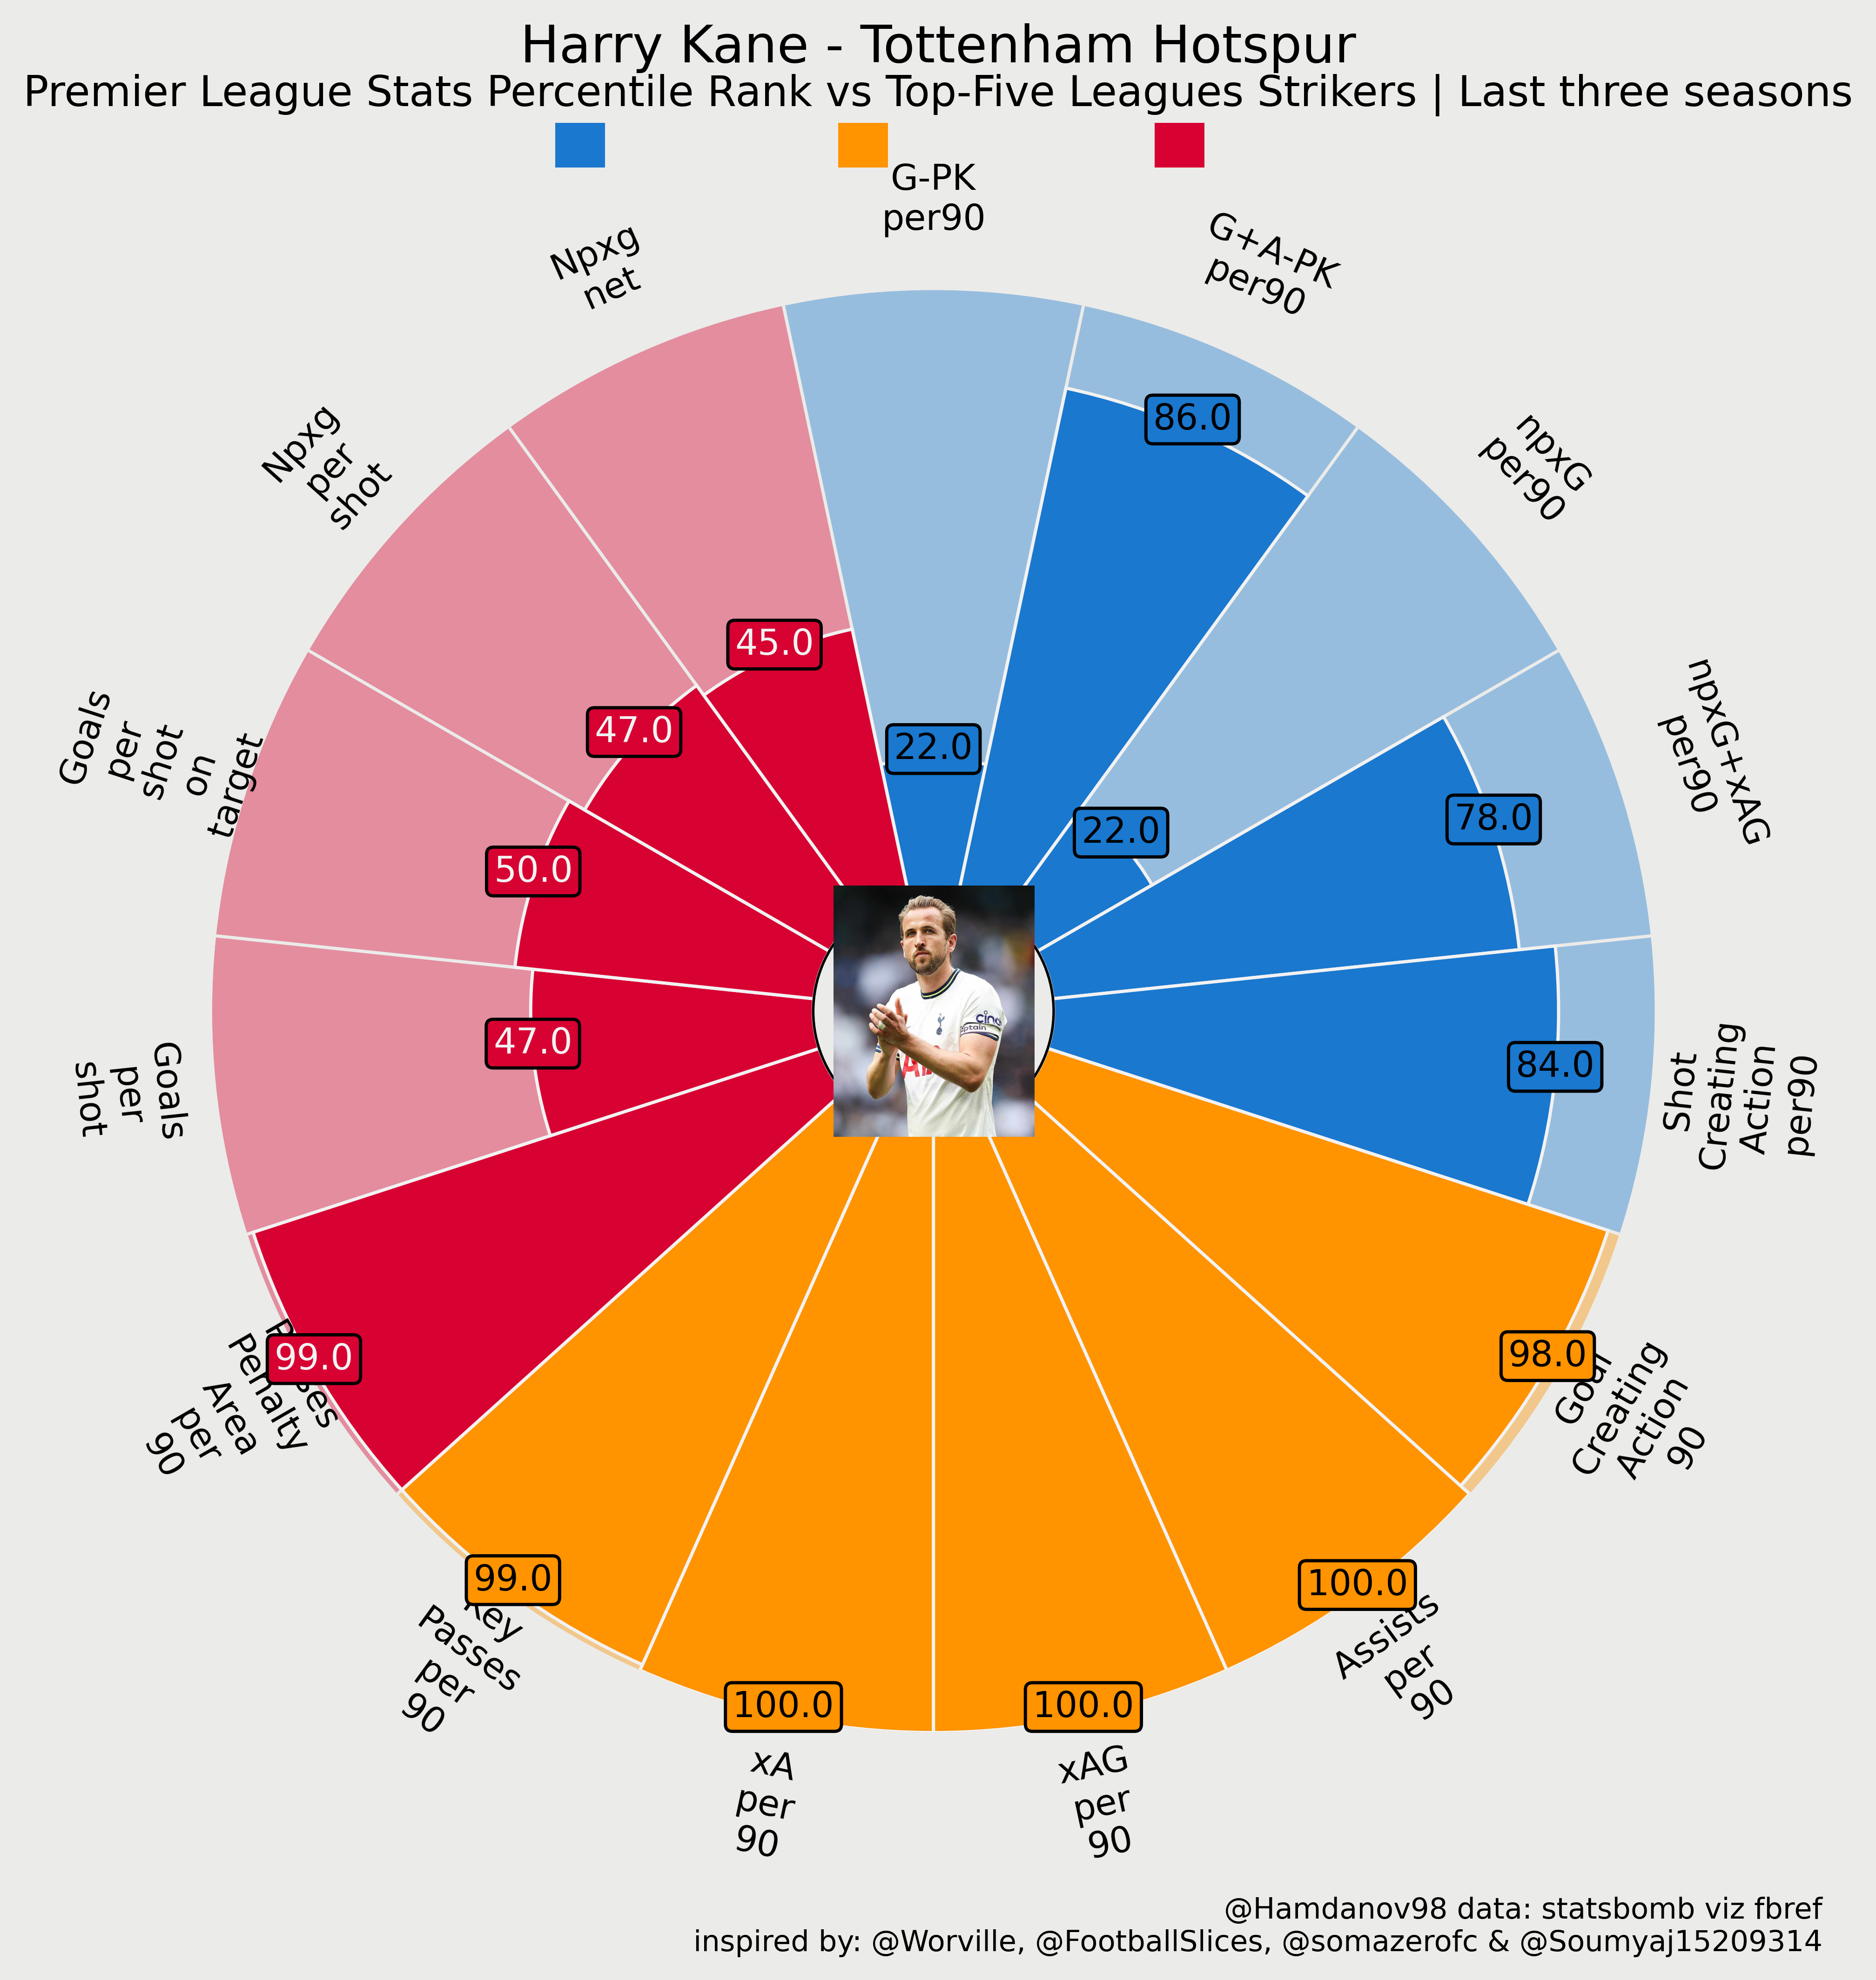 Harry Kane - Tottenham Hotspur
Premier League Stats Percentile Rank vs Top-Five Leagues Strikers | Last three seasons
G-PK
per90
G+A-PK
per90
86.0
npxG
per90
22.0
npxG+xAG
per90
78.0
Shot
Creating
Action
per90
84.0
98.0
Creating
Action
90
100.0
Assists
per
90
100.0
xAG
per
90
100.0
xA
per
90
99.0
Passes
per
90
99.0
Penalty
Area
per
90
47.0
Goals
per
shot
50.0
Goals
per
shot
on
target
47.0
Npxg
per
shot
45.0
Npxg
net
22.0
@Hamdanov98 data: statsbomb viz fbref
inspired by: @Worville, @FootballSlices, @somazerofc & @Soumyaj15209314